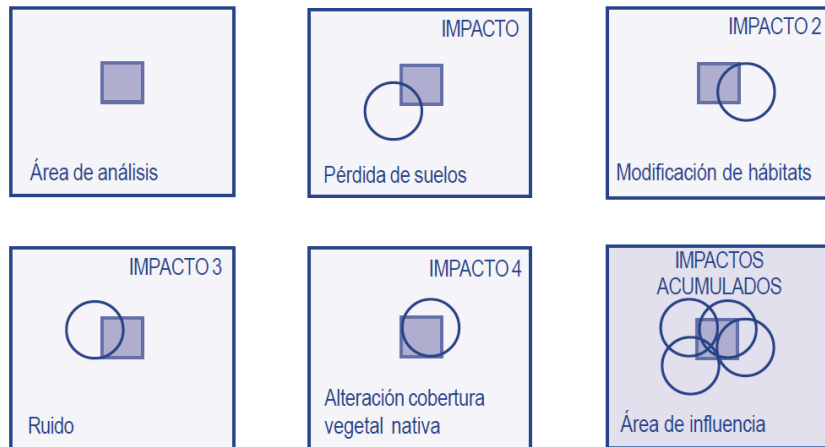 Área de análisis
IMPACTO
Pérdida de suelos
IMPACTO 2
Modificación de hábitats
IMPACTO 3
Ruido
IMPACTO 4
Alteración cobertura
vegetal nativa
IMPACTOS
ACUMULADOS
Área de influencia